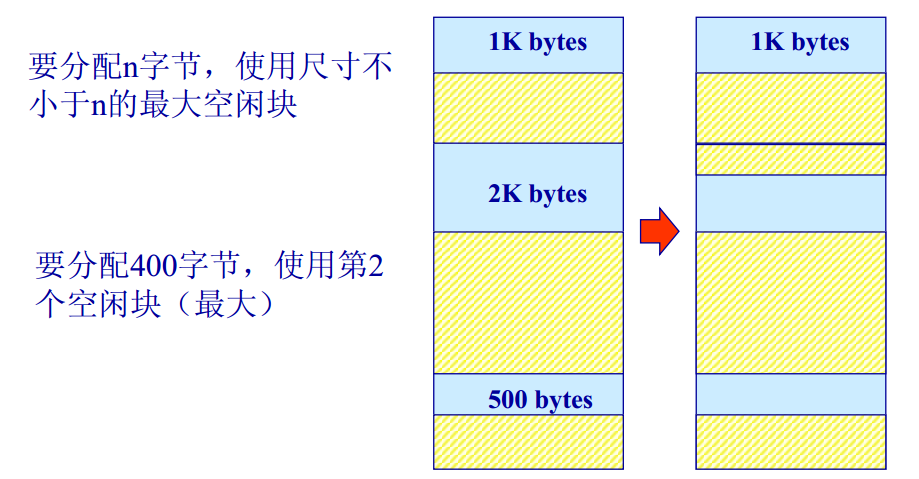 要分配n字节，使用尺寸不
小于n的最大空闲块
要分配400字节，使用第2
个空闲块（最大）
1K bytes
2K bytes
500 bytes
1K bytes